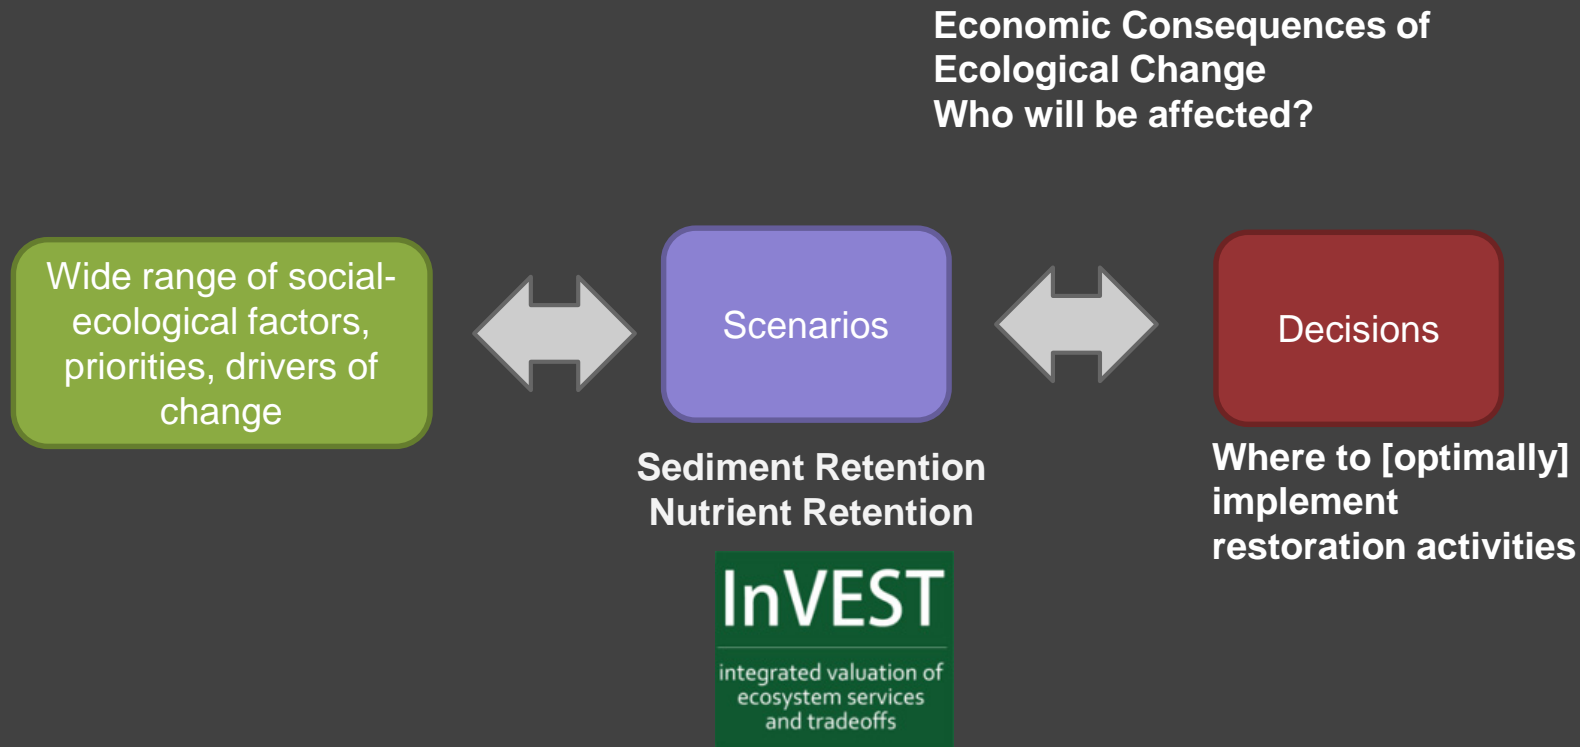 Economic Consequences of
Ecological Change
Who will be affected?
Wide range of social-
ecological factors,
priorities, drivers of
change
Scenarios
Decisions
Sediment Retention
Nutrient Retention
Where to [optimally]
implement
restoration activities
InVEST
integrated valuation of
ecosystem services
and tradeoffs